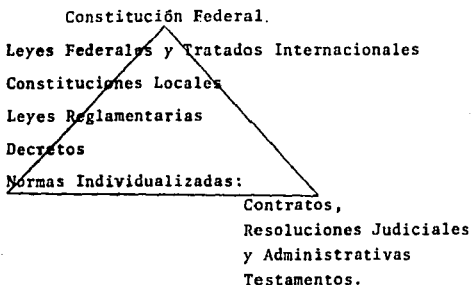 Constitución Federal.
Leyes Federales y Tratados Internacionales
Constituciones Locales
Leyes Reglamentarias
Decretos
Normas Individualizadas:
Contratos,
Resoluciones Judiciales
y Administrativas
Testamentos.